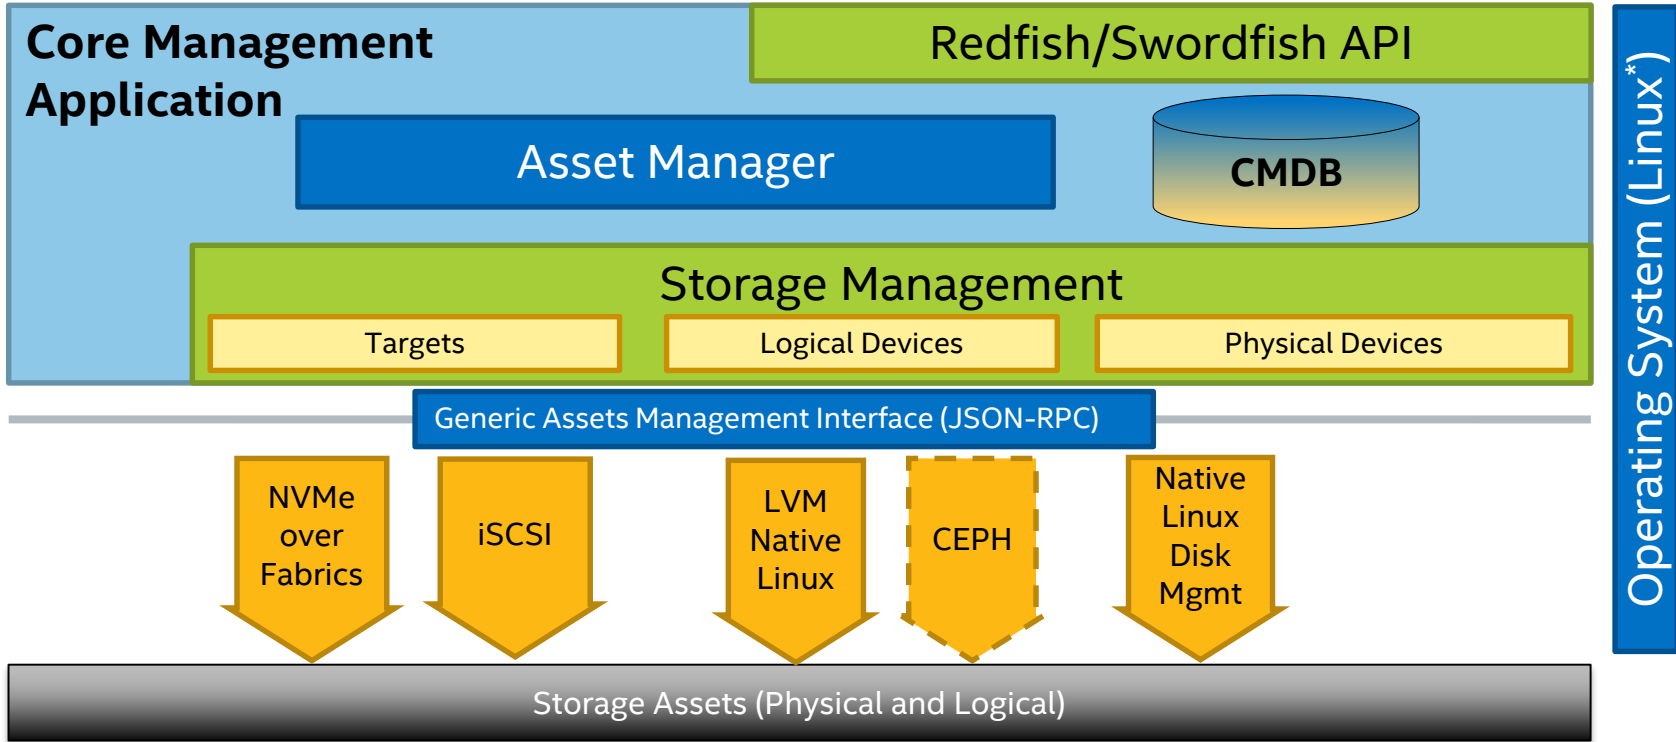 Core Management
Application
Redfish/Swordfish API
Asset Manager
CMDB
Storage Management
Targets
Logical Devices
Physical Devices
Generic Assets Management Interface (JSON-RPC)
NVMe
over
Fabrics
iSCSI
LVM
Native
Linux
CEPH
Native
Linux
Disk
Mgmt
Storage Assets (Physical and Logical)
Operating System (Linux*)